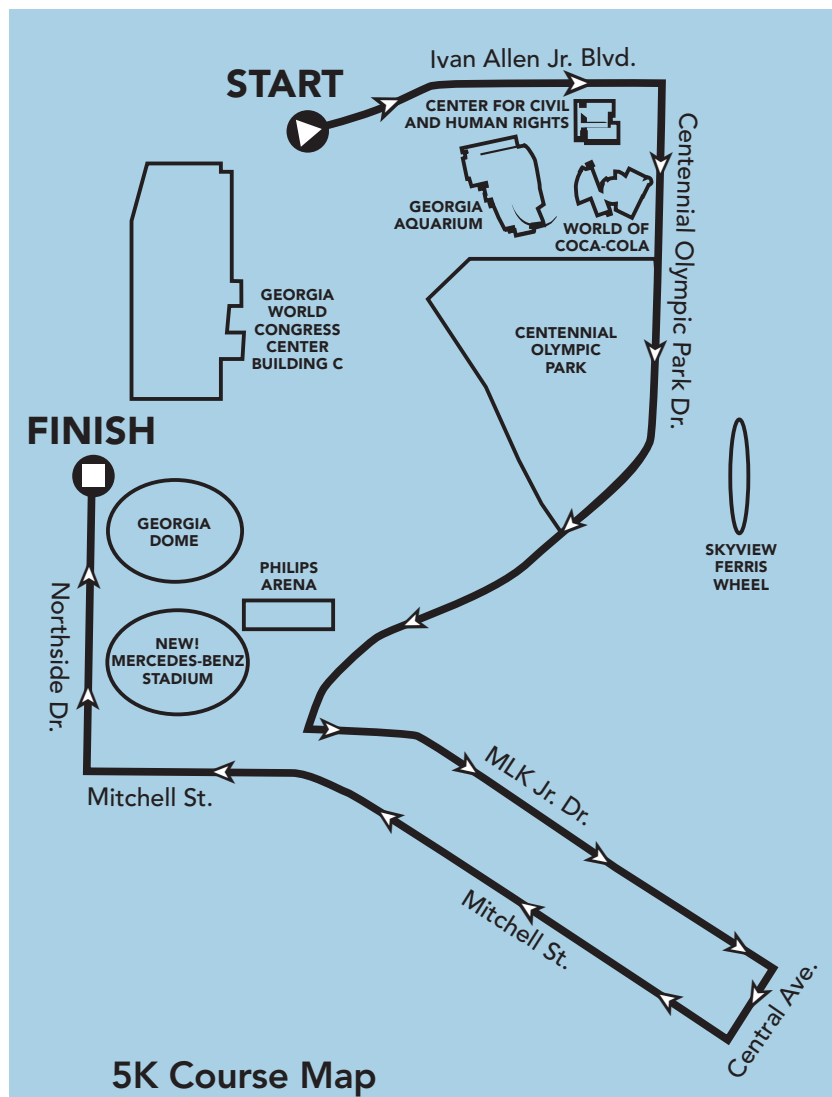 Ivan Allen Jr. Blvd.
START
CENTER FOR CIVIL
AND HUMAN RIGHTS
Centennial Olympic Park Dr.
GEORGIA
AQUARIUM
WORLD OF
COCA-COLA
GEORGIA
WORLD
CONGRESS
CENTER
BUILDING C
CENTENNIAL
OLYMPIC
PARK
FINISH
GEORGIA
DOME
SKYVIEW
FERRIS
WHEEL
PHILIPS
ARENA
Northside Dr.
NEW!
MERCEDES-BENZ
STADIUM
MLK Jr. Dr.
Mitchell St.
Mitchell St.
Central Ave.
5K Course Map